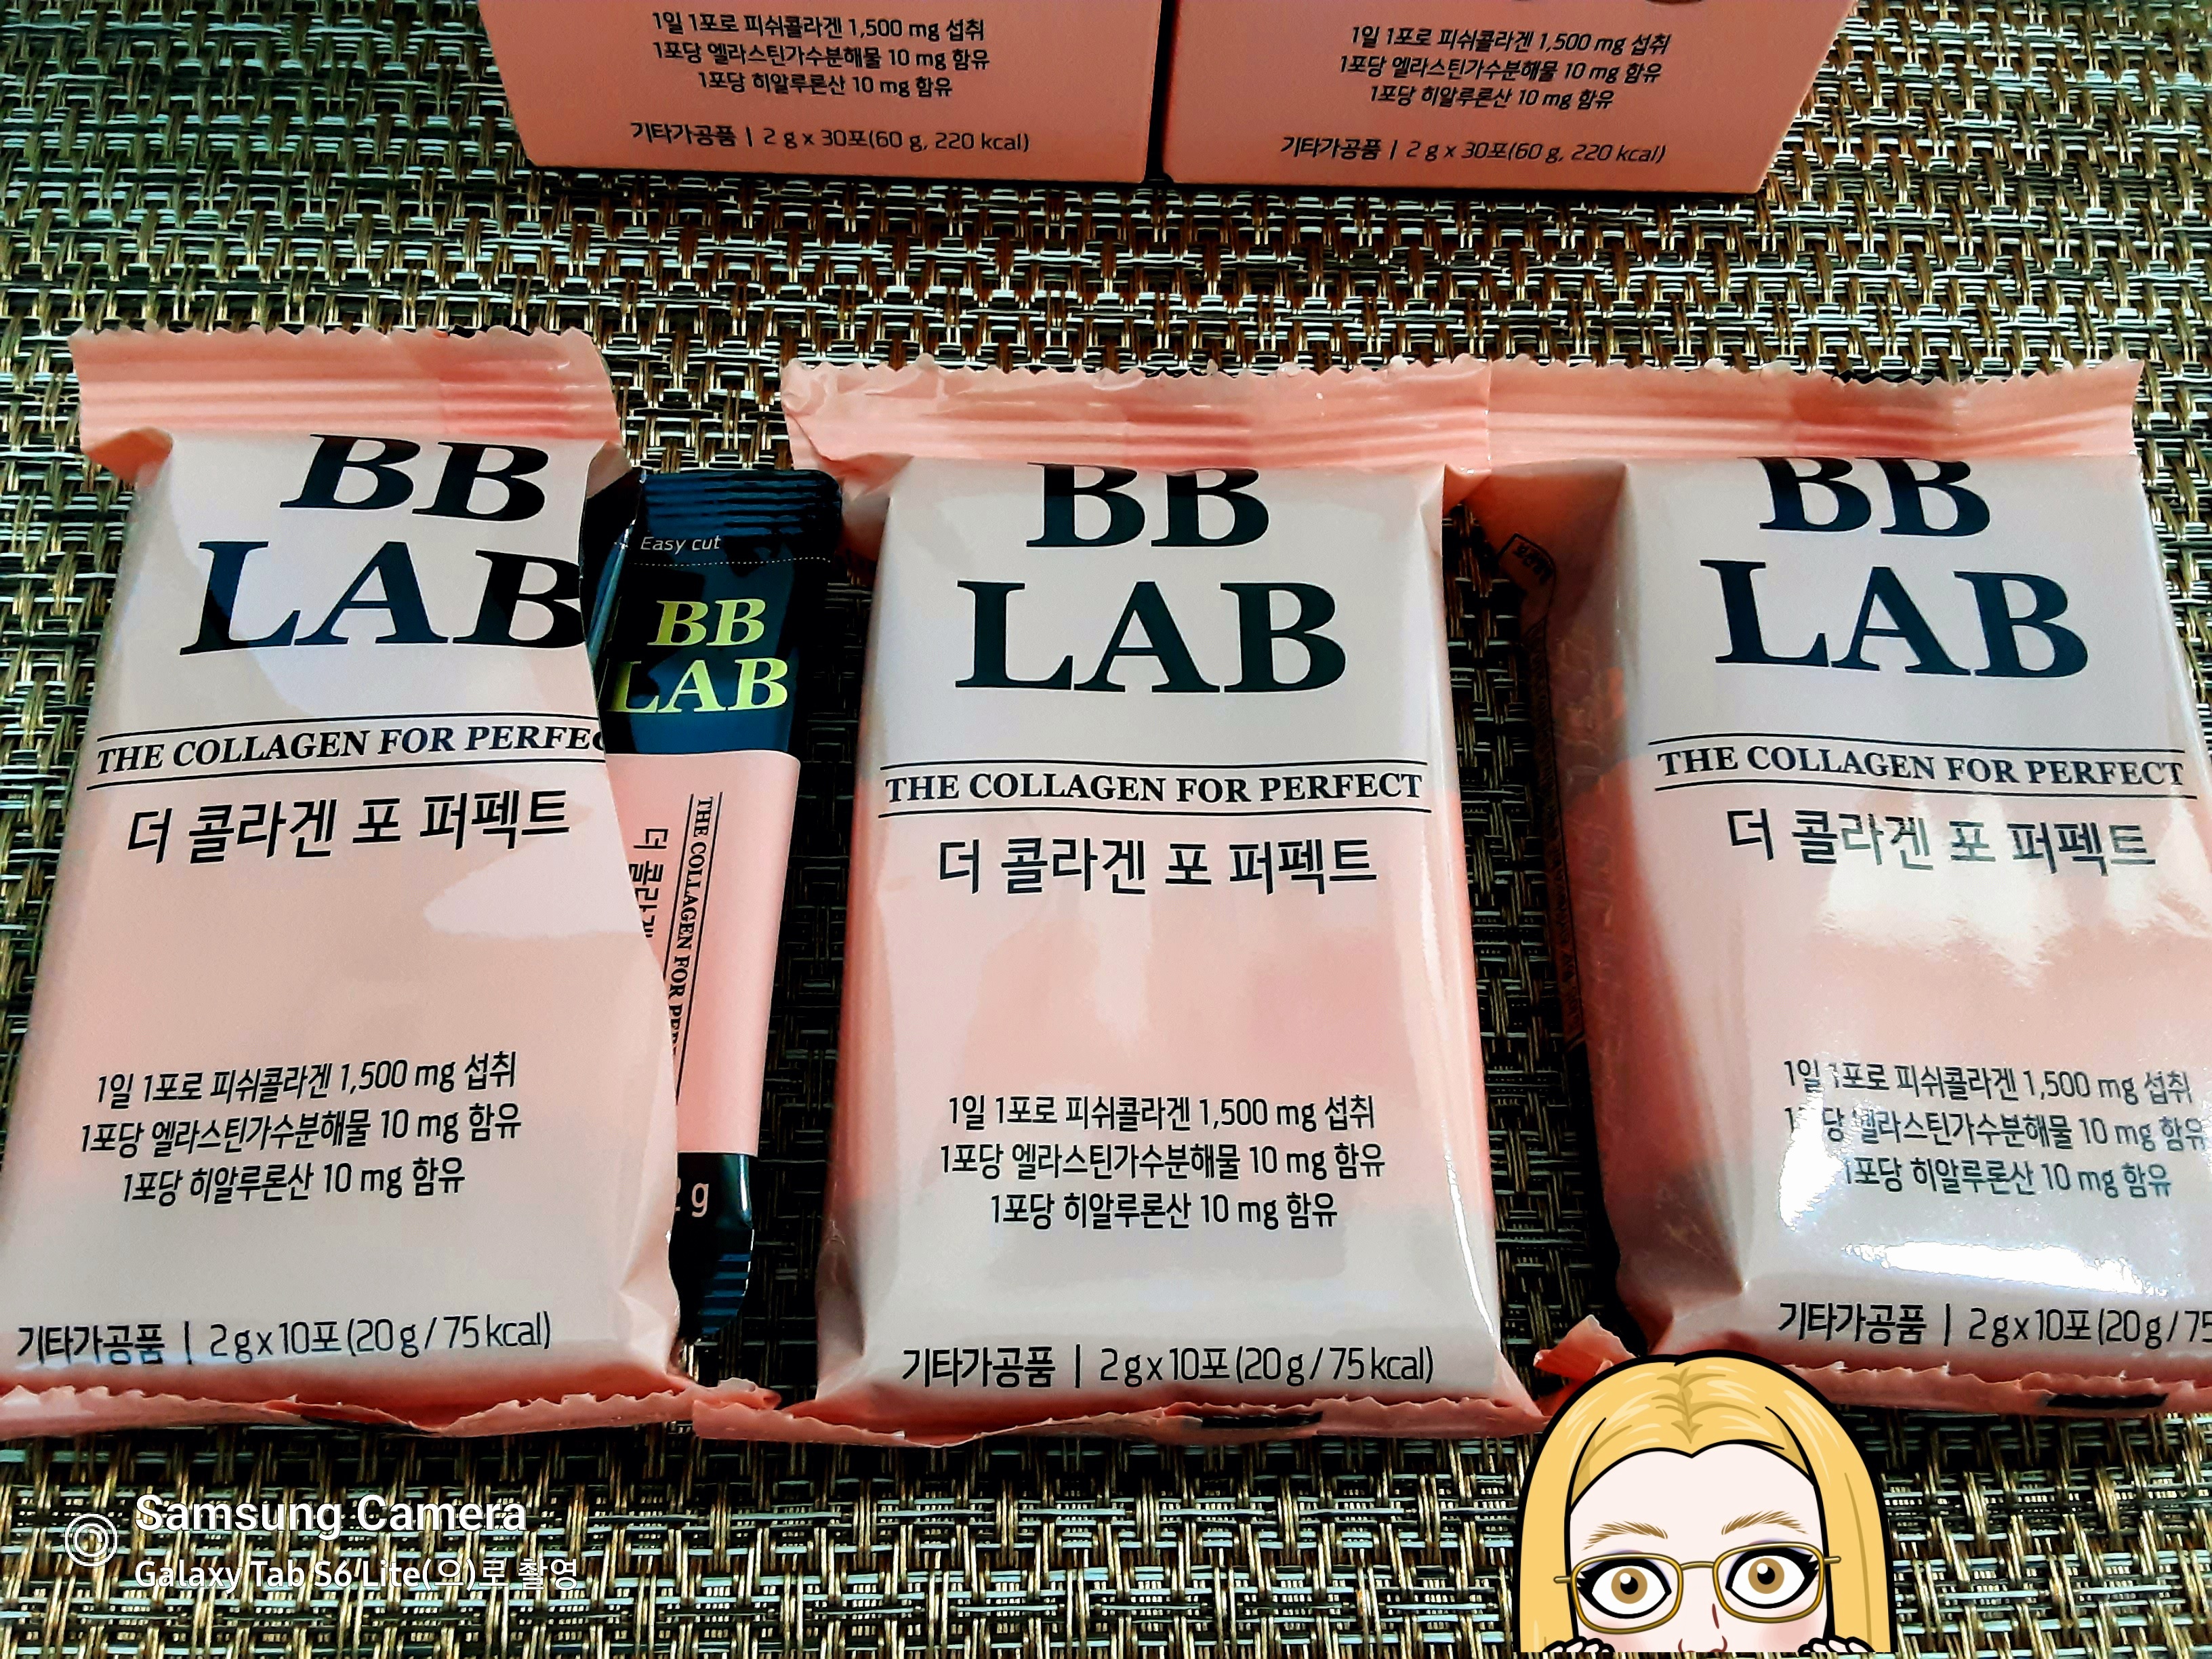 1일 1포로 피쉬콜라겐 1,500 mg 섭취
1포당 엘라스틴가수분해물 10 mg 함유
1포당 히알루론산 10 mg 함유
기타가공품 | 2 g x 30포(60 g, 220 kcal)
1일 1포로 피쉬콜라겐 1,500 mg 섭취
1포당 엘라스틴가수분해물 10 mg 함유
1포당 히알루론산 10 mg 함유
기타가공품 | 2 g x 30포(60 g, 220 kcal)
BB
LAB
THE COLLAGEN FOR PERFEC
더 콜라겐 포 퍼펙트
1일 1포로 피쉬콜라겐 1,500 mg 섭취
1포당 엘라스틴가수분해물 10 mg 함유
1포당 히알루론산 10 mg 함유
기타가공품 | 2 g x 10포 (20 g / 75 kcal)
Easy cut
BB
LAB
THE COLLAGEN FOR
더 콜라겐
2 g
BB
LAB
THE COLLAGEN FOR PERFECT
더 콜라겐 포 퍼펙트
1일 1포로 피쉬콜라겐 1,500 mg 섭취
1포당 엘라스틴가수분해물 10 mg 함유
1포당 히알루론산 10 mg 함유
기타가공품 | 2 g x 10포 (20 g / 75 kcal)
BB
LAB
THE COLLAGEN FOR PERFECT
더 콜라겐 포 퍼펙트
1일 1포로 피쉬콜라겐 1,500 mg 섭취
1포당 엘라스틴가수분해물 10 mg 함유
1포당 히알루론산 10 mg 함유
기타가공품 | 2 g x 10포 (20 g / 75
Samsung Camera
Galaxy Tab S6 Lite(으)로 촬영